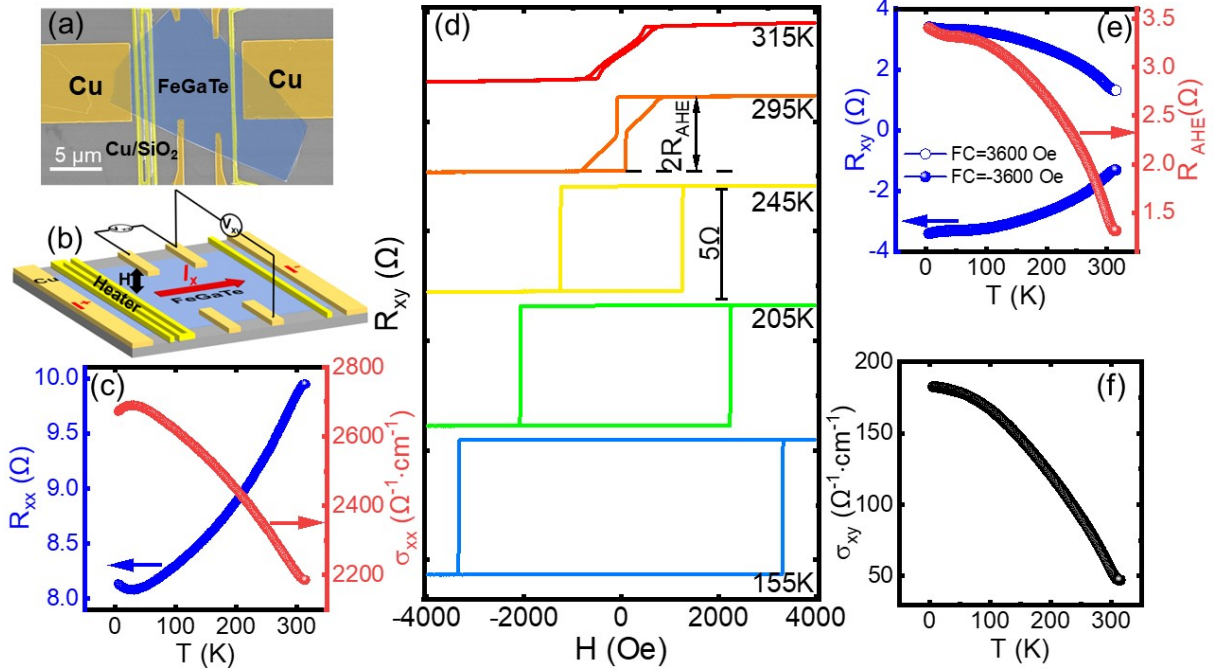 (a)
Cu
FeGaTe
Cu
Cu/SiO2
5 μm
(b)
Vxy
H
Ix
Cu
Heater
FeGaTe
I+
I-
(c)
10.0
9.5
9.0
8.5
8.0
Rxx (Ω)
2800
2600
2400
2200
σxx (Ω-1·cm-1)
0 100 200 300
T (K)
(d)
315K
295K
2RAHE
245K
5Ω
205K
155K
Rxy (Ω)
-4000 -2000 0 2000 4000
H (Oe)
(e)
4
2
0
-2
-4
Rxy (Ω)
FC=3600 Oe
FC=-3600 Oe
3.5
3.0
2.5
2.0
1.5
RAHE(Ω)
0 100 200 300
T (K)
(f)
200
150
100
50
σxy (Ω-1·cm-1)
0 100 200 300
T (K)